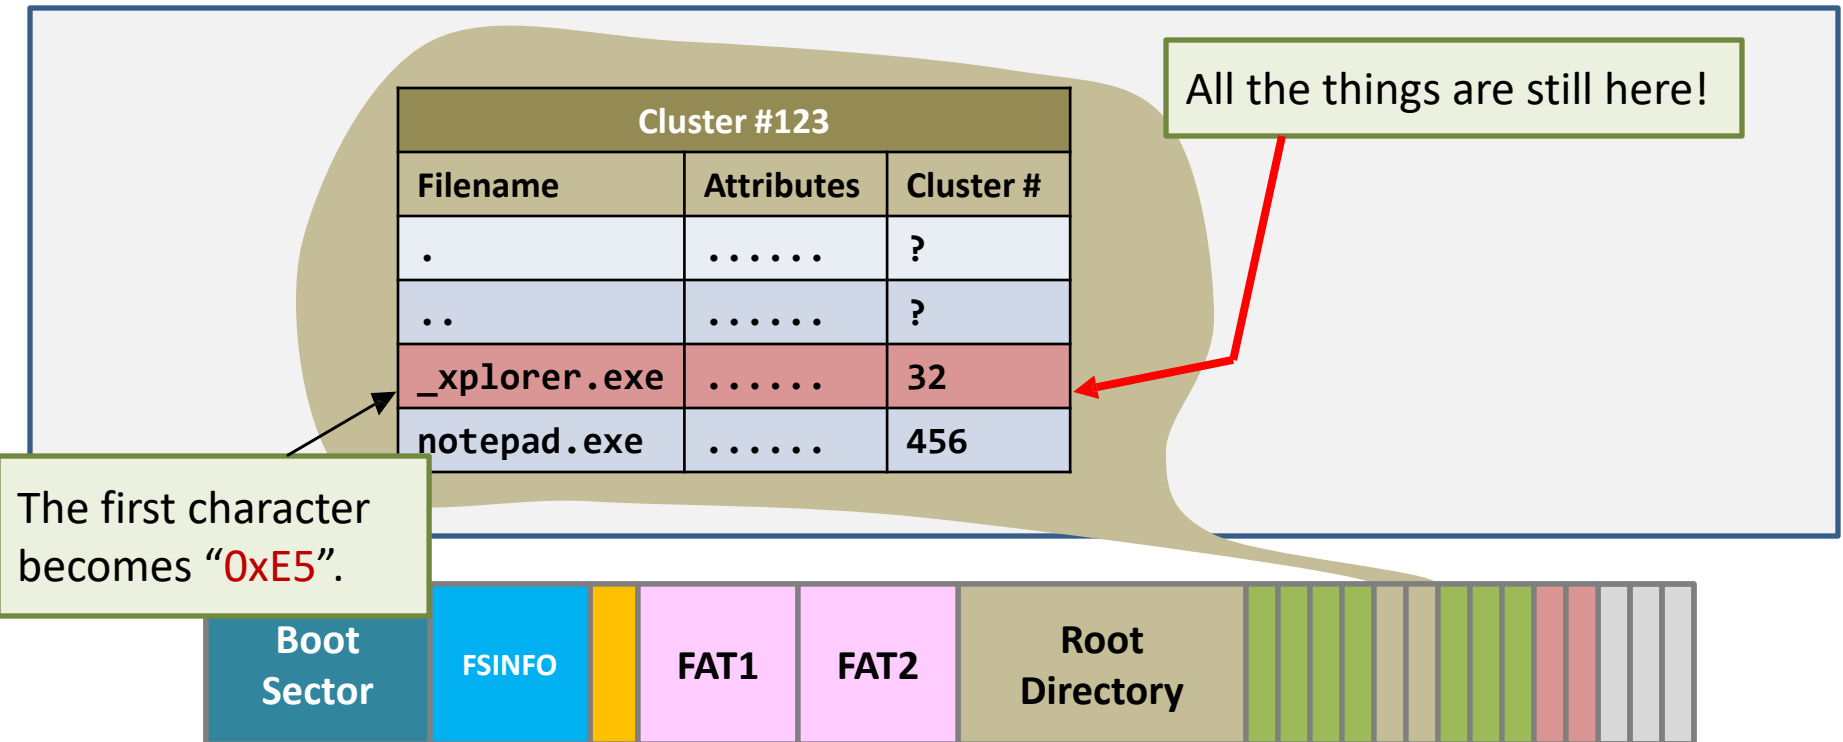 All the things are still here!
Cluster #123
Filename Attributes Cluster #
. ...... ?
.. ...... ?
_xplorer.exe ...... 32
notepad.exe ...... 456
The first character
becomes “0xE5”.
Boot
Sector
FSINFO
FAT1
FAT2
Root
Directory